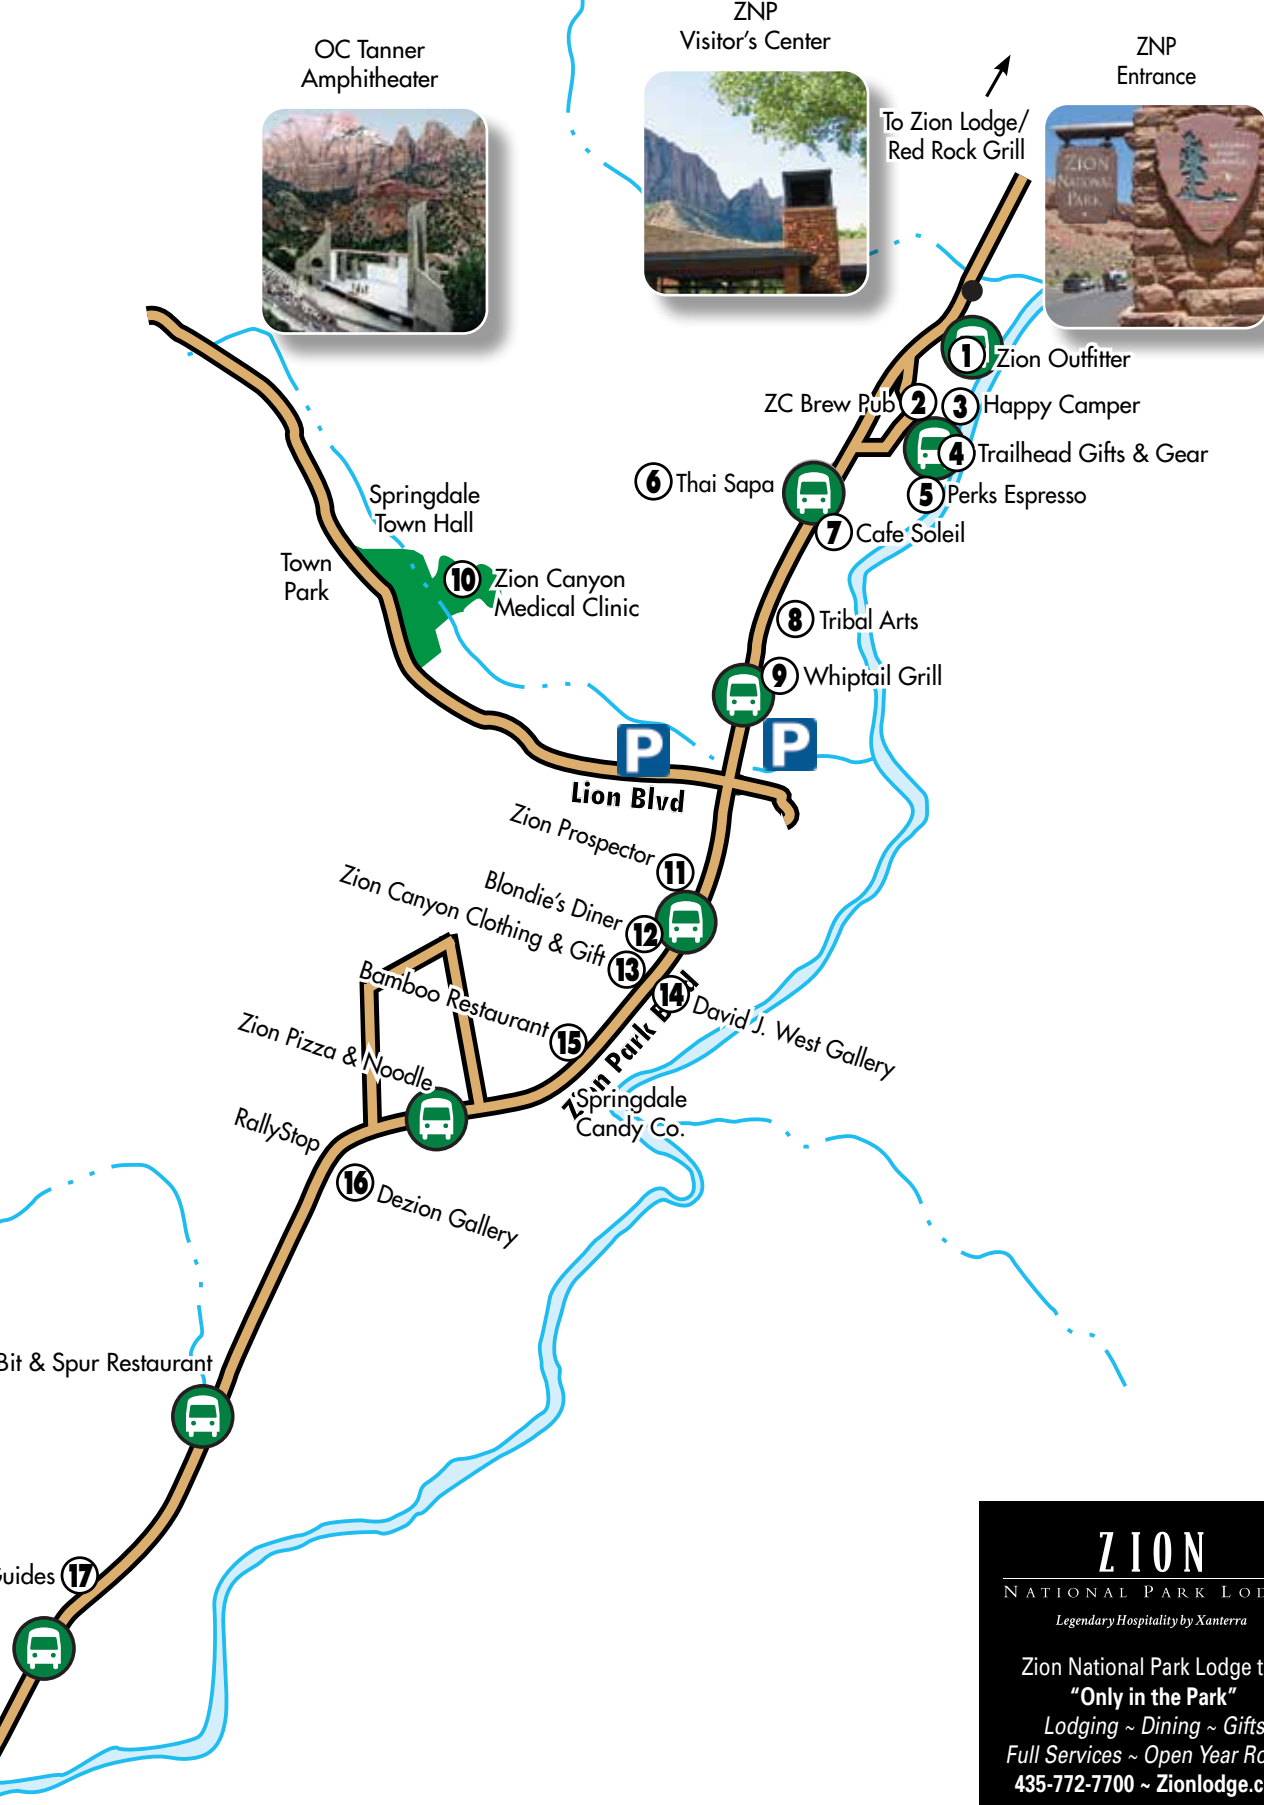 ZNP
Visitor's Center
OC Tanner
Amphitheater
ZNP
Entrance
To Zion Lodge/
Red Rock Grill
ZION
NATIONAL
PARK
1 Zion Outfitter
ZC Brew Pub 2
3 Happy Camper
4 Trailhead Gifts & Gear
6 Thai Sapa
5 Perks Espresso
7 Cafe Soleil
Springdale
Town Hall
Town
Park
10 Zion Canyon
Medical Clinic
8 Tribal Arts
9 Whiptail Grill
P
P
Lion Blvd
Zion Prospector 11
Blondie's Diner 12
Zion Canyon Clothing & Gift 13
14 David J. West Gallery
Bamboo Restaurant 15
Zion Park Blvd
Zion Pizza & Noodle
Springdale
Candy Co.
RallyStop
16 Dezion Gallery
Bit & Spur Restaurant
Guides 17
ZION
NATIONAL PARK LOD
Legendary Hospitality by Xanterra
Zion National Park Lodge t
“Only in the Park”
Lodging ~ Dining ~ Gifts
Full Services ~ Open Year Ro
435-772-7700 ~ Zionlodge.c